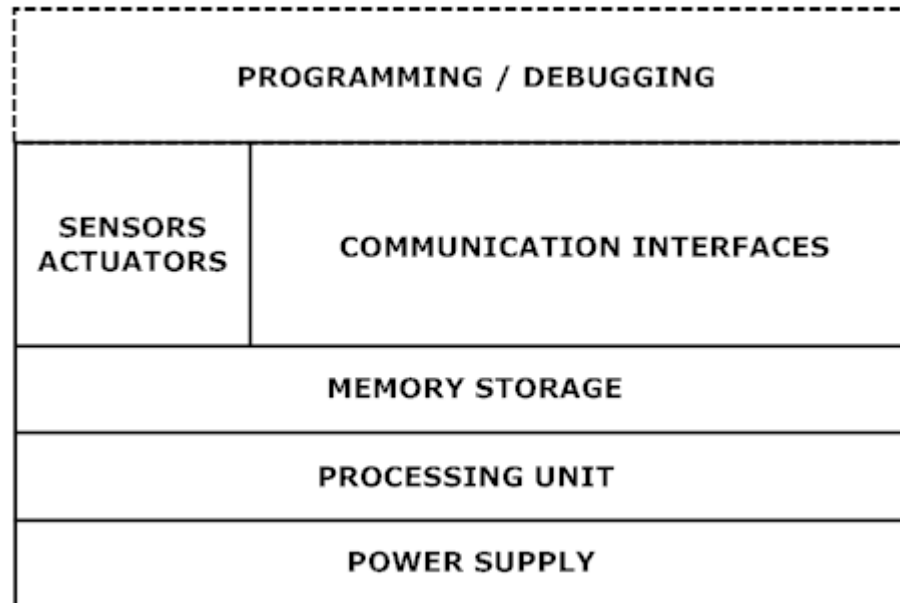 PROGRAMMING / DEBUGGING
SENSORS
ACTUATORS
COMMUNICATION INTERFACES
MEMORY STORAGE
PROCESSING UNIT
POWER SUPPLY